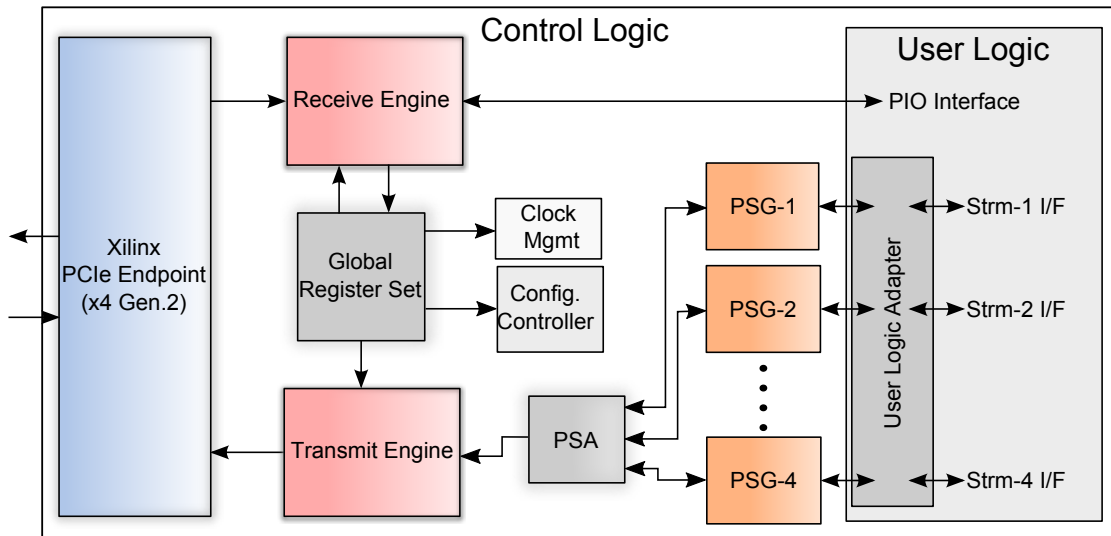 Control Logic
User Logic
Receive Engine
PIO Interface
Xilinx
PCIe Endpoint
(x4 Gen.2)
Global
Register Set
Clock
Mgmt
Config.
Controller
PSG-1
Strm-1 I/F
PSG-2
Strm-2 I/F
User Logic Adapter
Transmit Engine
PSA
PSG-4
Strm-4 I/F